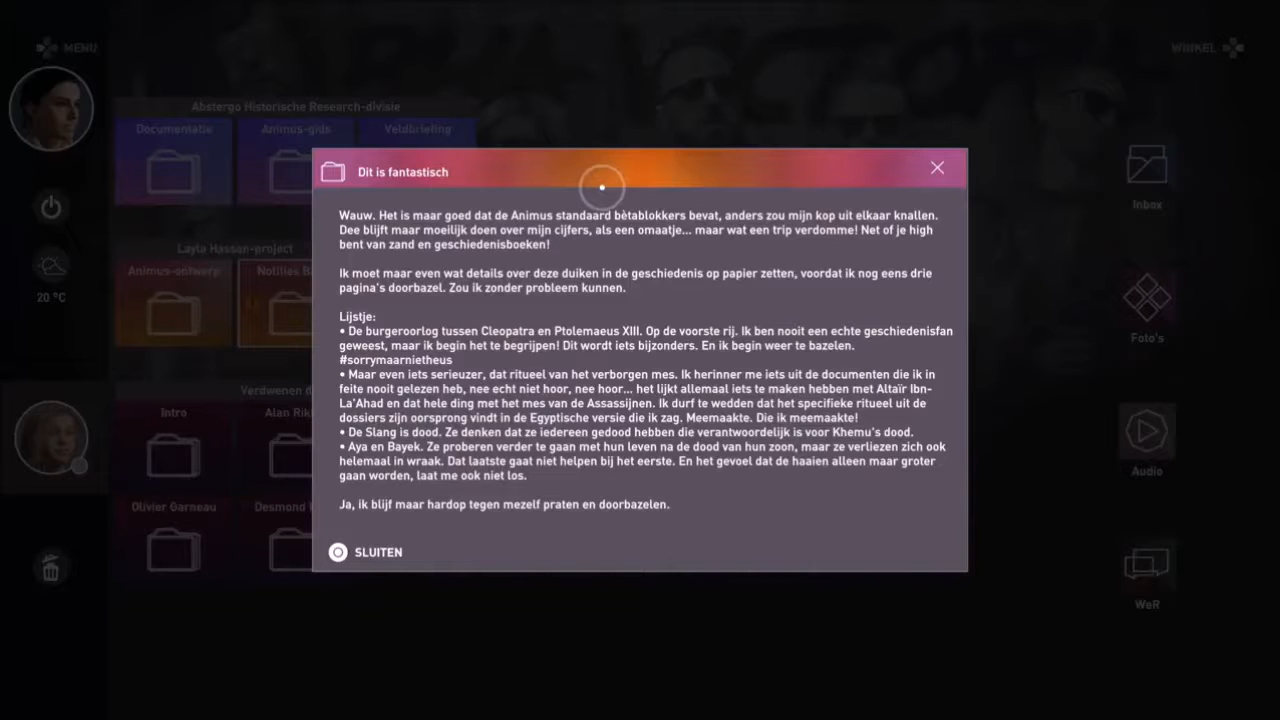 MENU
WINKEL
Abstergo Historische Research-divisie
Documentatie
Animus-gids
Veldbriefing
Dit is fantastisch
Wauw. Het is maar goed dat de Animus standaard bètablokkers bevat, anders zou mijn kop uit elkaar knallen.
Dee blijft maar moeilijk doen over mijn cijfers, als een omaatje... maar wat een trip verdomme! Net of je high
bent van zand en geschiedenisboeken!
Ik moet maar even wat details over deze duiken in de geschiedenis op papier zetten, voordat ik nog eens drie
pagina's doorbazel. Zou ik zonder probleem kunnen.
Lijstje:
• De burgeroorlog tussen Cleopatra en Ptolemaeus XIII. Op de voorste rij. Ik ben nooit een echte geschiedenisfan
geweest, maar ik begin het te begrijpen! Dit wordt iets bijzonders. En ik begin weer te bazelen.
#sorrymaarnietheus
• Maar even iets serieuzer, dat ritueel van het verborgen mes. Ik herinner me iets uit de documenten die ik in
feite nooit gelezen heb, nee echt niet hoor, nee hoor... het lijkt allemaal iets te maken hebben met Altaïr Ibn-
La'Ahad en dat hele ding met het mes van de Assassijnen. Ik durf te wedden dat het specifieke ritueel uit de
dossiers zijn oorsprong vindt in de Egyptische versie die ik zag. Meemaakte. Die ik meemaakte!
• De Slang is dood. Ze denken dat ze iedereen gedood hebben die verantwoordelijk is voor Khemu's dood.
• Aya en Bayek. Ze proberen verder te gaan met hun leven na de dood van hun zoon, maar ze verliezen zich ook
helemaal in wraak. Dat laatste gaat niet helpen bij het eerste. En het gevoel dat de haaien alleen maar groter
gaan worden, laat me ook niet los.
Ja, ik blijf maar hardop tegen mezelf praten en doorbazelen.
SLUITEN
Layla Hassan-project
Animus-ontwerp
Notities
20 °C
Verdwenen
Intro
Alan
Olivier Garneau
Desmond
Inbox
Foto's
Audio
WeR